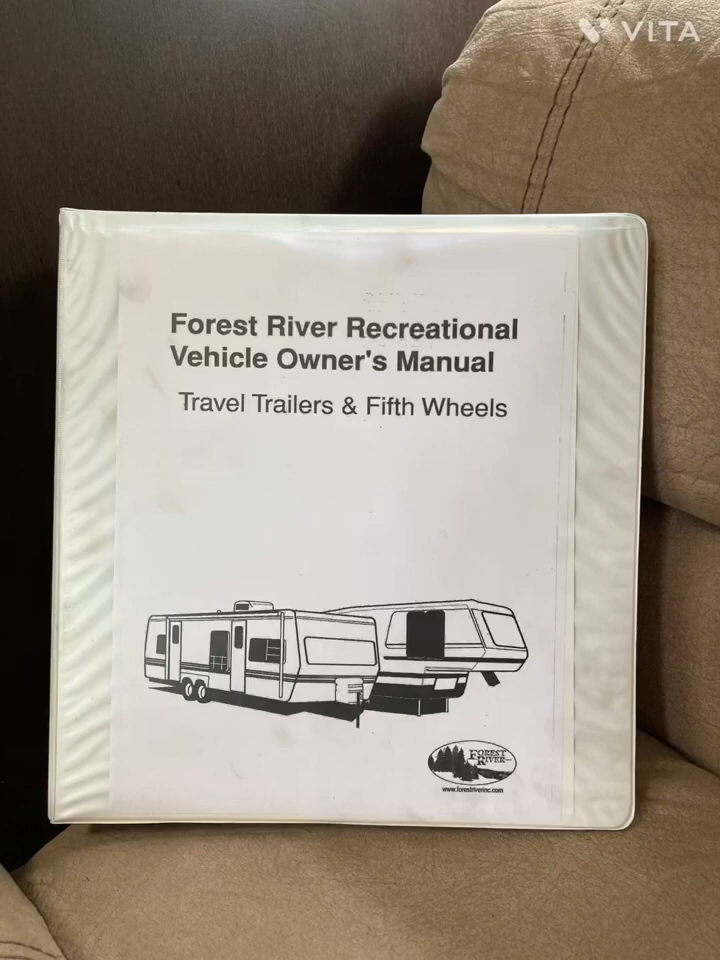 VITA
Forest River Recreational
Vehicle Owner's Manual
Travel Trailers & Fifth Wheels
FOREST
RIVER
www.forestriverinc.com